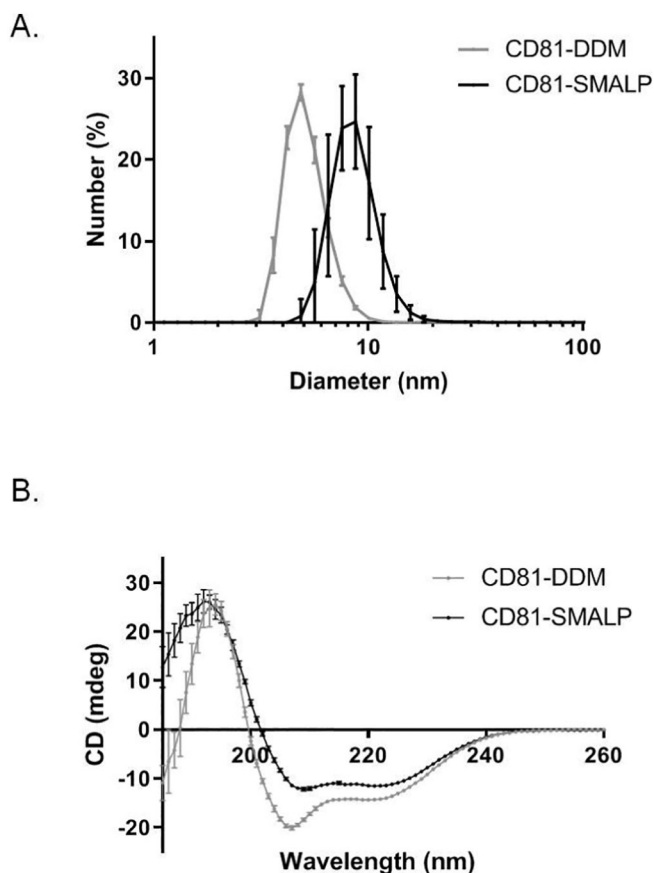 A.
CD81-DDM
CD81-SMALP
30
20
10
0
Number (%)
1
10
100
Diameter (nm)
B.
CD81-DDM
CD81-SMALP
30
20
10
0
-10
-20
CD (mdeg)
200
220
240
260
Wavelength (nm)